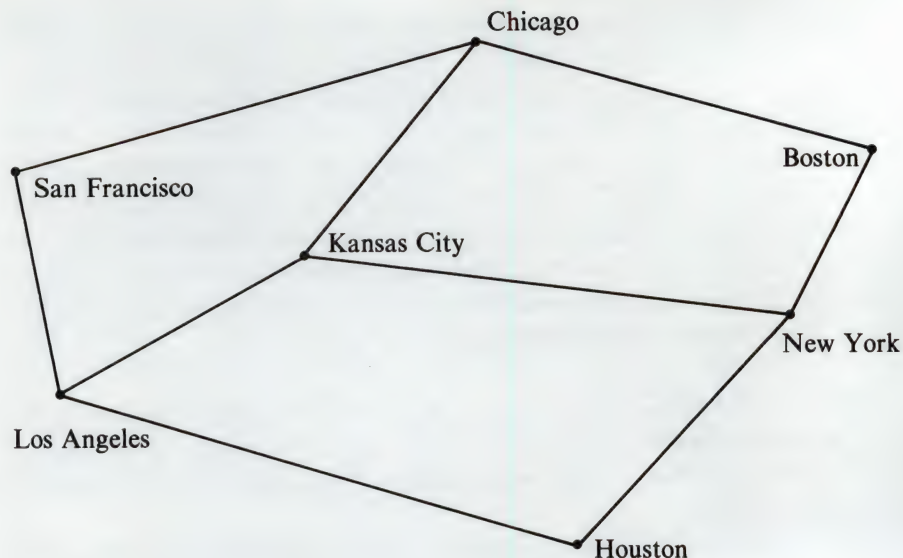 Chicago
Boston
San Francisco
Kansas City
New York
Los Angeles
Houston